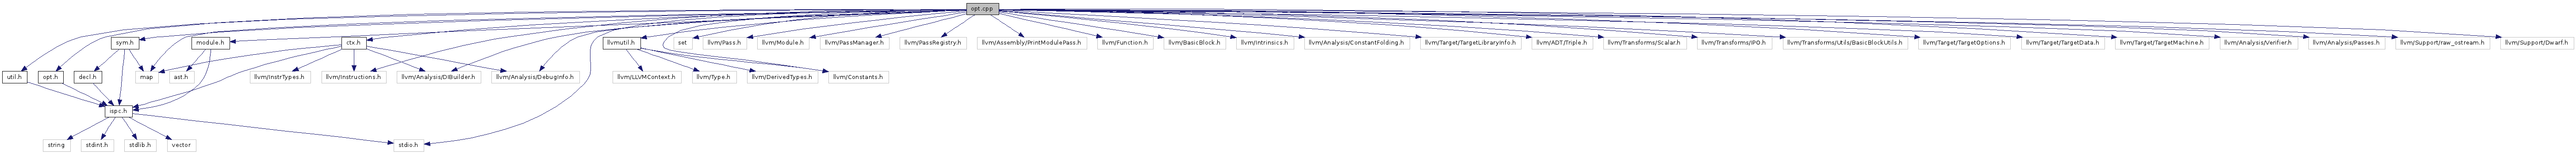 opt.cpp
sym.h
module.h
ctx.h
llvmutil.h
set
llvm/Pass.h
llvm/Module.h
llvm/PassManager.h
llvm/PassRegistry.h
llvm/Assembly/PrintModulePass.h
llvm/Function.h
llvm/BasicBlock.h
llvm/Intrinsics.h
llvm/Analysis/ConstantFolding.h
llvm/Target/TargetLibraryInfo.h
llvm/ADT/Triple.h
llvm/Transforms/Scalar.h
llvm/Transforms/IPO.h
llvm/Transforms/Utils/BasicBlockUtils.h
llvm/Target/TargetOptions.h
llvm/Target/TargetData.h
llvm/Target/TargetMachine.h
llvm/Analysis/Verifier.h
llvm/Analysis/Passes.h
llvm/Support/raw_ostream.h
llvm/Support/Dwarf.h
util.h
opt.h
decl.h
map
ast.h
llvm/InstrTypes.h
llvm/Instructions.h
llvm/Analysis/DIBuilder.h
llvm/Analysis/DebugInfo.h
llvm/LLVMContext.h
llvm/Type.h
llvm/DerivedTypes.h
llvm/Constants.h
ispc.h
string
stdint.h
stdlib.h
vector
stdio.h